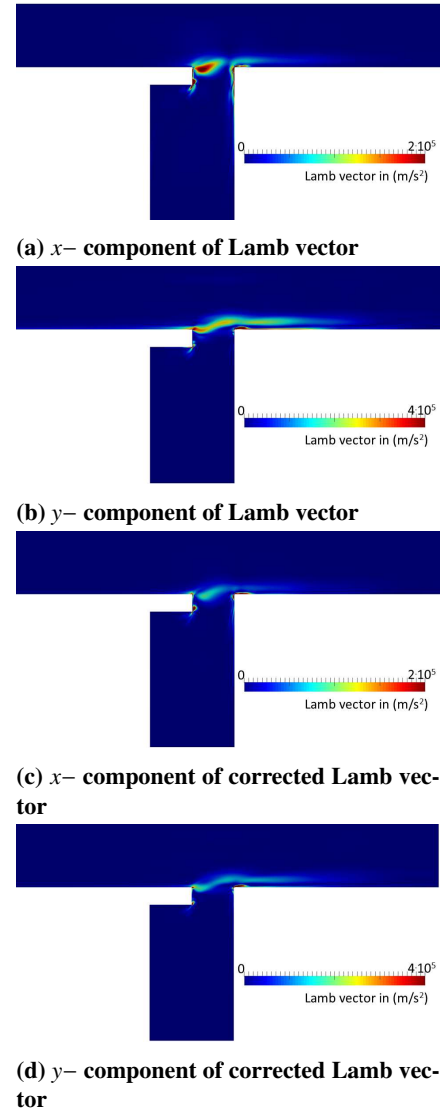 0 2·10⁵
Lamb vector in (m/s²)
(a) x− component of Lamb vector
0 4·10⁵
Lamb vector in (m/s²)
(b) y− component of Lamb vector
0 2·10⁵
Lamb vector in (m/s²)
(c) x− component of corrected Lamb vec-
tor
0 4·10⁵
Lamb vector in (m/s²)
(d) y− component of corrected Lamb vec-
tor